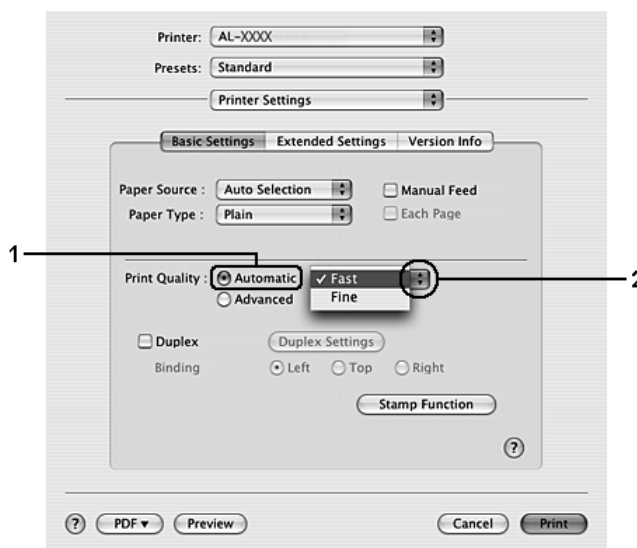 Printer: AL-XXXX
Presets: Standard
Printer Settings
Basic Settings Extended Settings Version Info
Paper Source : Auto Selection Manual Feed
Paper Type : Plain Each Page
1
Print Quality : Automatic ✓ Fast 2
Advanced Fine
Duplex Duplex Settings
Binding Left Top Right
Stamp Function
?
? PDF ▼ Preview Cancel Print